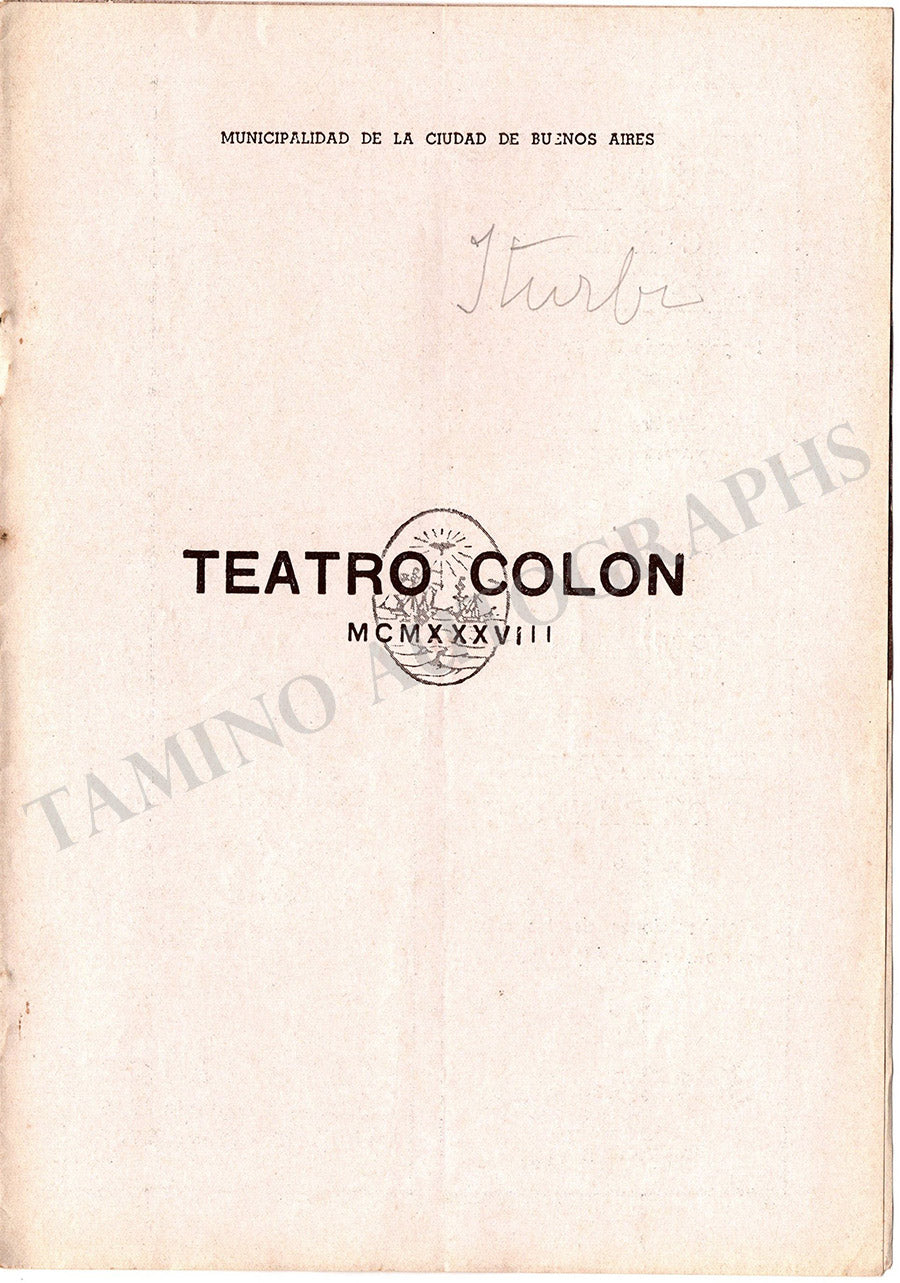 MUNICIPALIDAD DE LA CIUDAD DE BUENOS AIRES
Iturbi
TEATRO COLON
MCMXXXVIII
TAMINO AUTOGRAPHS